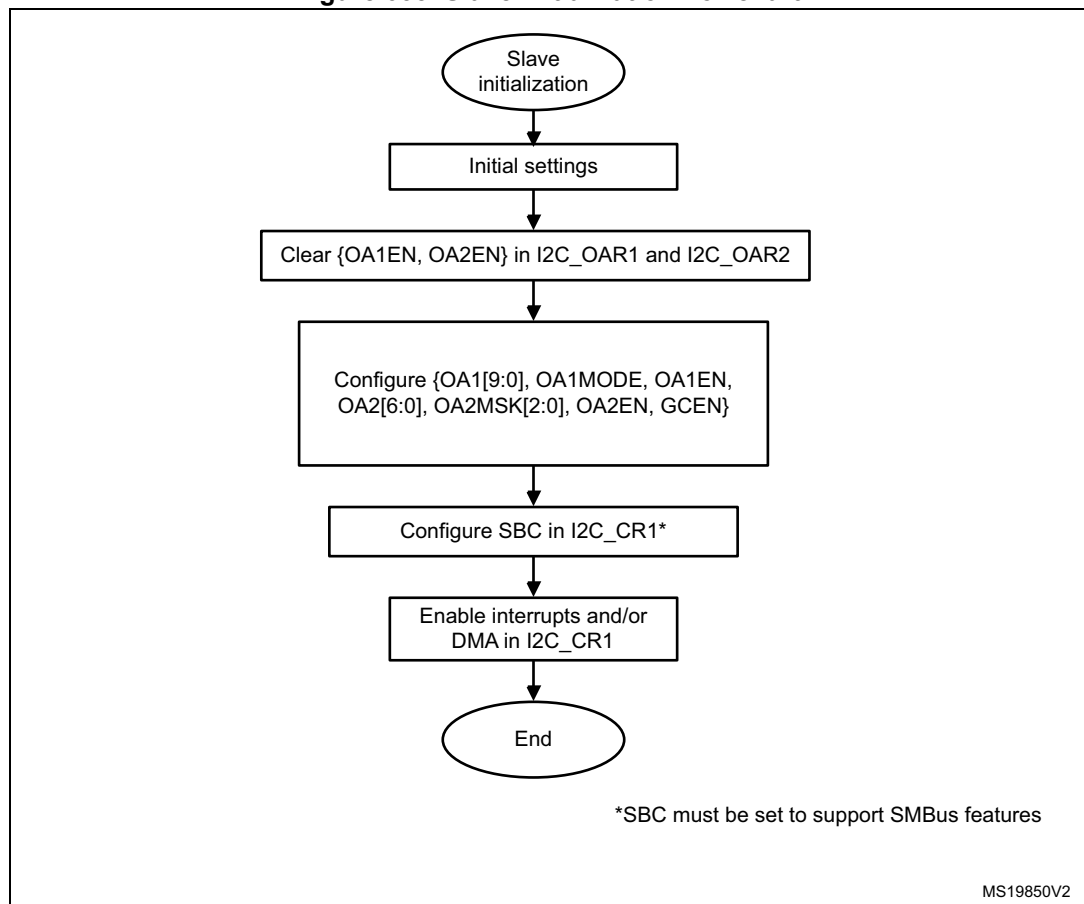 Slave
initialization
Initial settings
Clear {OA1EN, OA2EN} in I2C_OAR1 and I2C_OAR2
Configure {OA1[9:0], OA1MODE, OA1EN,
OA2[6:0], OA2MSK[2:0], OA2EN, GCEN}
Configure SBC in I2C_CR1*
Enable interrupts and/or
DMA in I2C_CR1
End
*SBC must be set to support SMBus features
MS19850V2